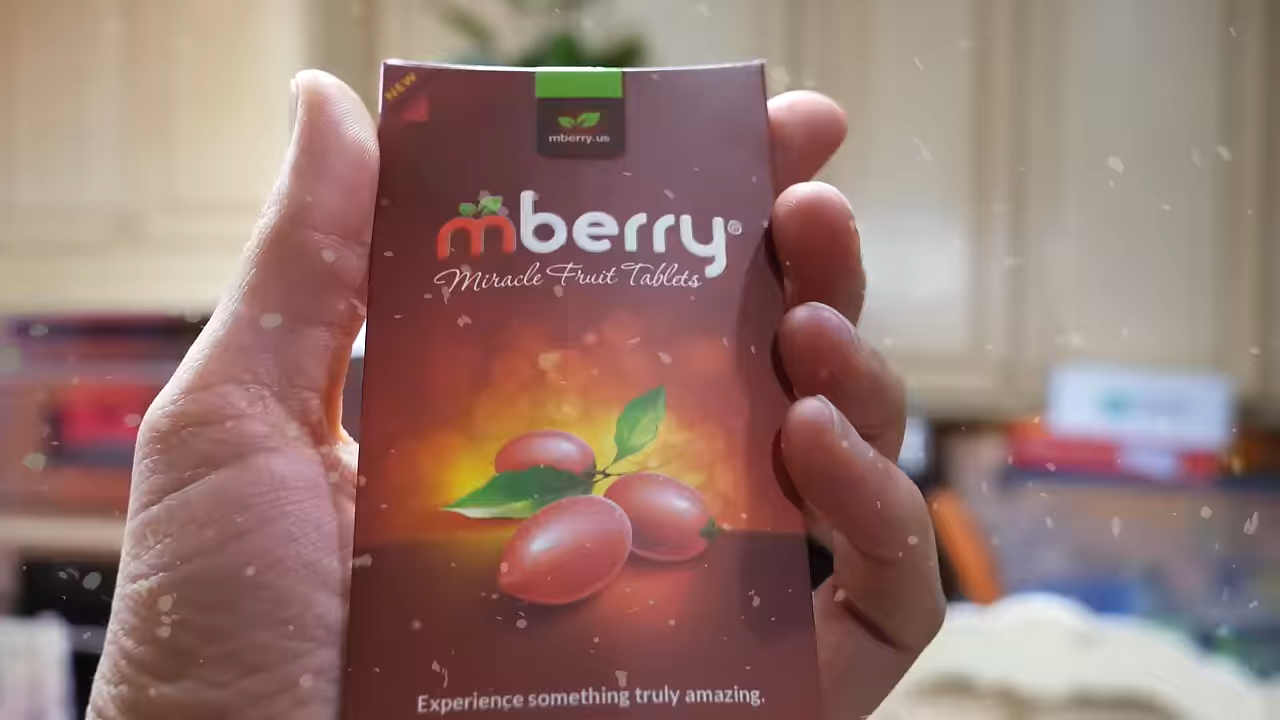 NEW
mberry.us
mberry®
Miracle Fruit Tablets
Experience something truly amazing.